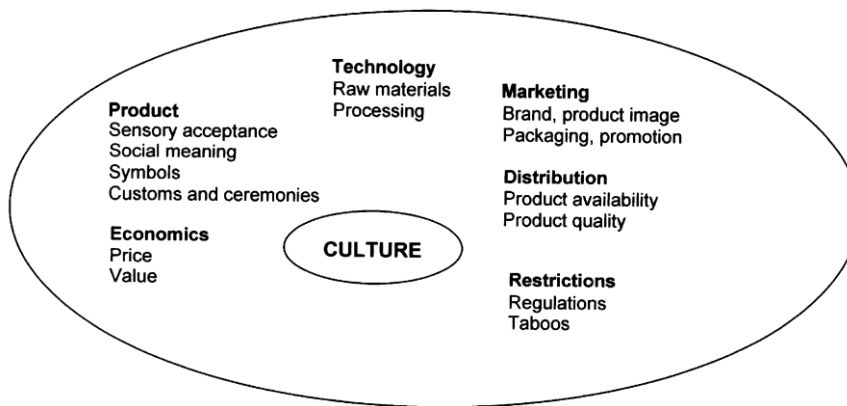 Technology
Raw materials
Processing
Marketing
Brand, product image
Packaging, promotion
Product
Sensory acceptance
Social meaning
Symbols
Customs and ceremonies
Distribution
Product availability
Product quality
Economics
Price
Value
CULTURE
Restrictions
Regulations
Taboos